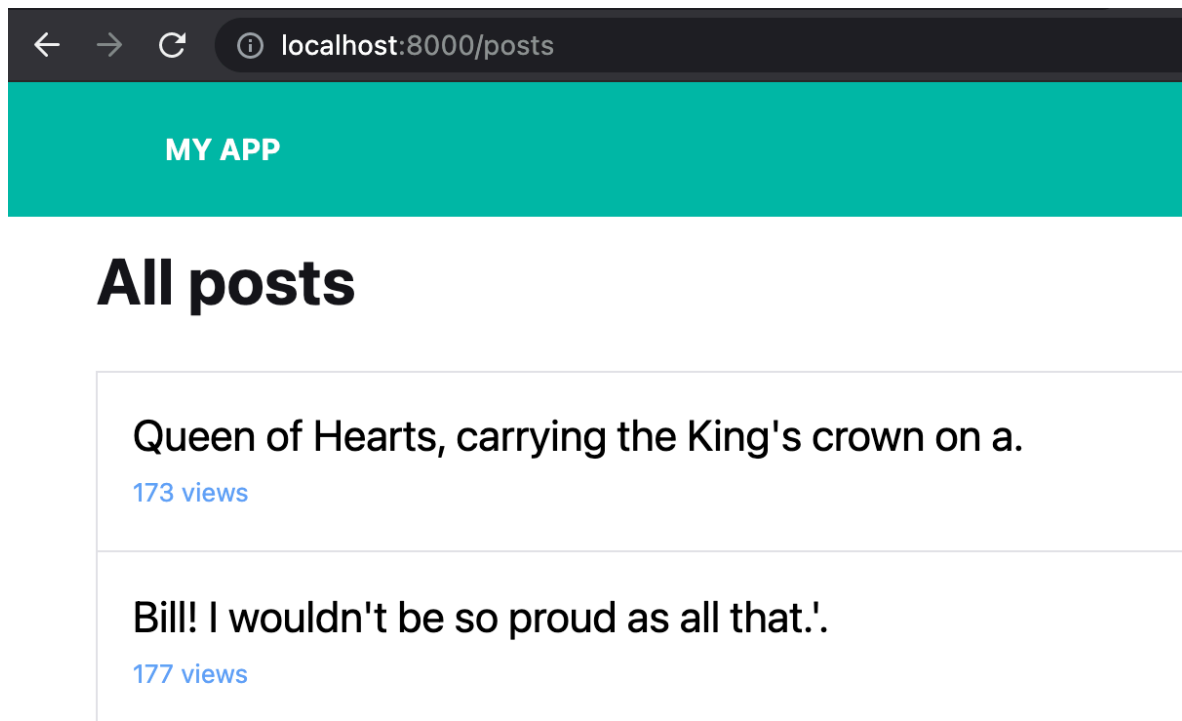 localhost:8000/posts
MY APP
All posts
Queen of Hearts, carrying the King's crown on a.
173 views
Bill! I wouldn't be so proud as all that.'.
177 views